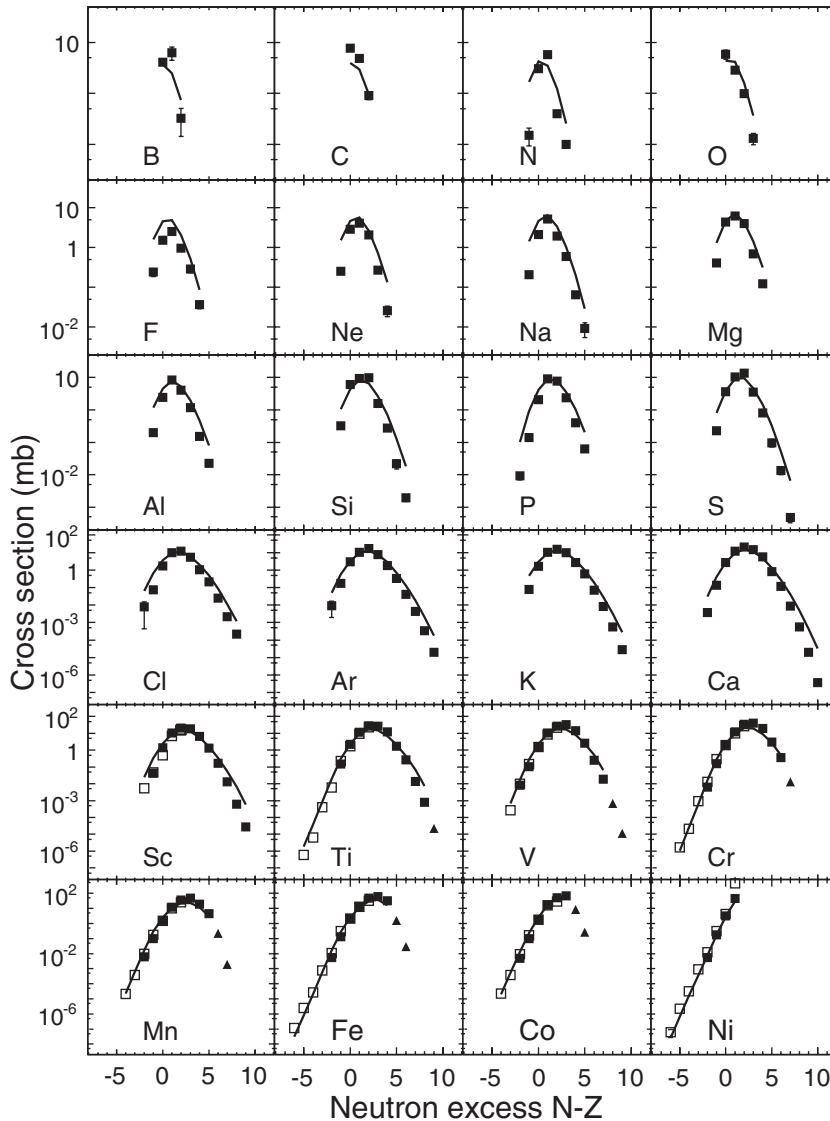 10
B
C
N
O
10
1
10^-2
F
Ne
Na
Mg
10
10^-2
Al
Si
P
S
10^2
1
10^-3
10^-6
Cl
Ar
K
Ca
10^2
1
10^-3
10^-6
Sc
Ti
V
Cr
10^2
10^-2
10^-6
Mn
Fe
Co
Ni
-5 0 5 10 -5 0 5 10 -5 0 5 10 -5 0 5 10
Cross section (mb)
Neutron excess N-Z